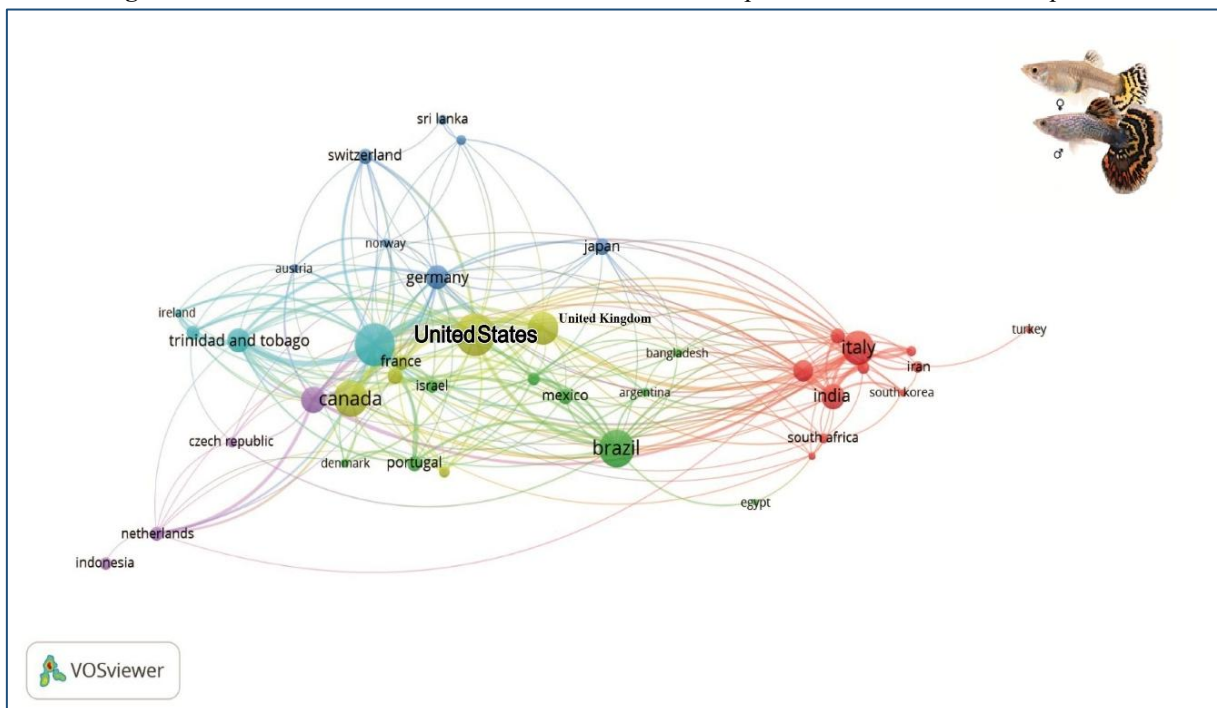 sri lanka
switzerland
norway
japan
austria
germany
ireland
United Kingdom
trinidad and tobago
United States
turkey
italy
bangladesh
france
iran
israel
argentina
south korea
mexico
india
canada
south africa
czech republic
brazil
denmark
portugal
egypt
netherlands
indonesia
VOSviewer
♀
♂